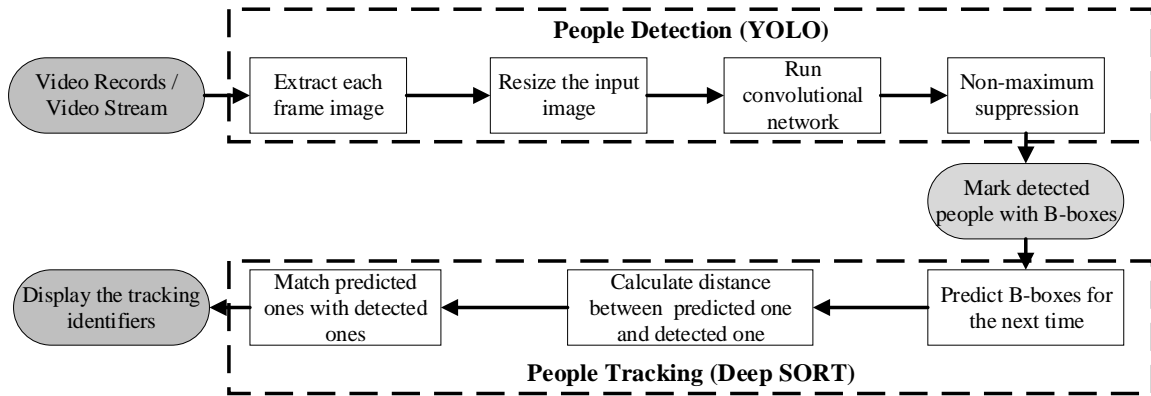 People Detection (YOLO)
Video Records /
Video Stream
Extract each
frame image
Resize the input
image
Run
convolutional
network
Non-maximum
suppression
Mark detected
people with B-boxes
Predict B-boxes for
the next time
Calculate distance
between predicted one
and detected one
Match predicted
ones with detected
ones
Display the tracking
identifiers
People Tracking (Deep SORT)